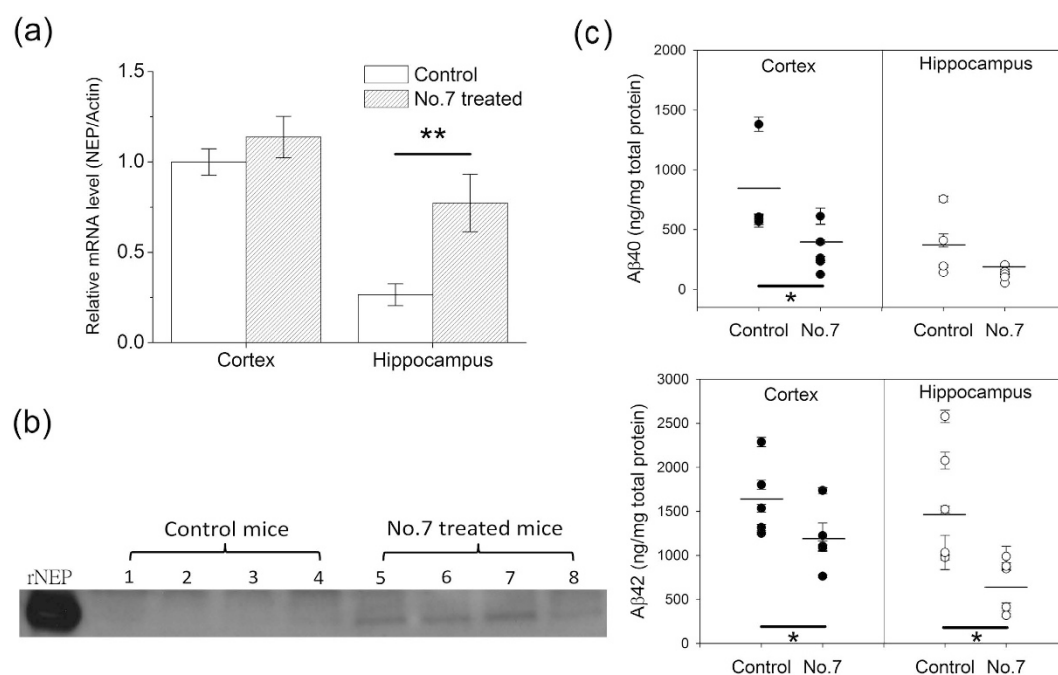 (a)
Relative mRNA level (NEP/Actin)
1.5
1.0
0.5
0.0
Control
No.7 treated
**
Cortex
Hippocampus
(b)
Control mice
No.7 treated mice
rNEP
1 2 3 4 5 6 7 8
(c)
Aβ40 (ng/mg total protein)
2000
1500
1000
500
0
Cortex
Hippocampus
*
Control No.7 Control No.7
Aβ42 (ng/mg total protein)
3000
2500
2000
1500
1000
500
0
Cortex
Hippocampus
*
*
Control No.7 Control No.7